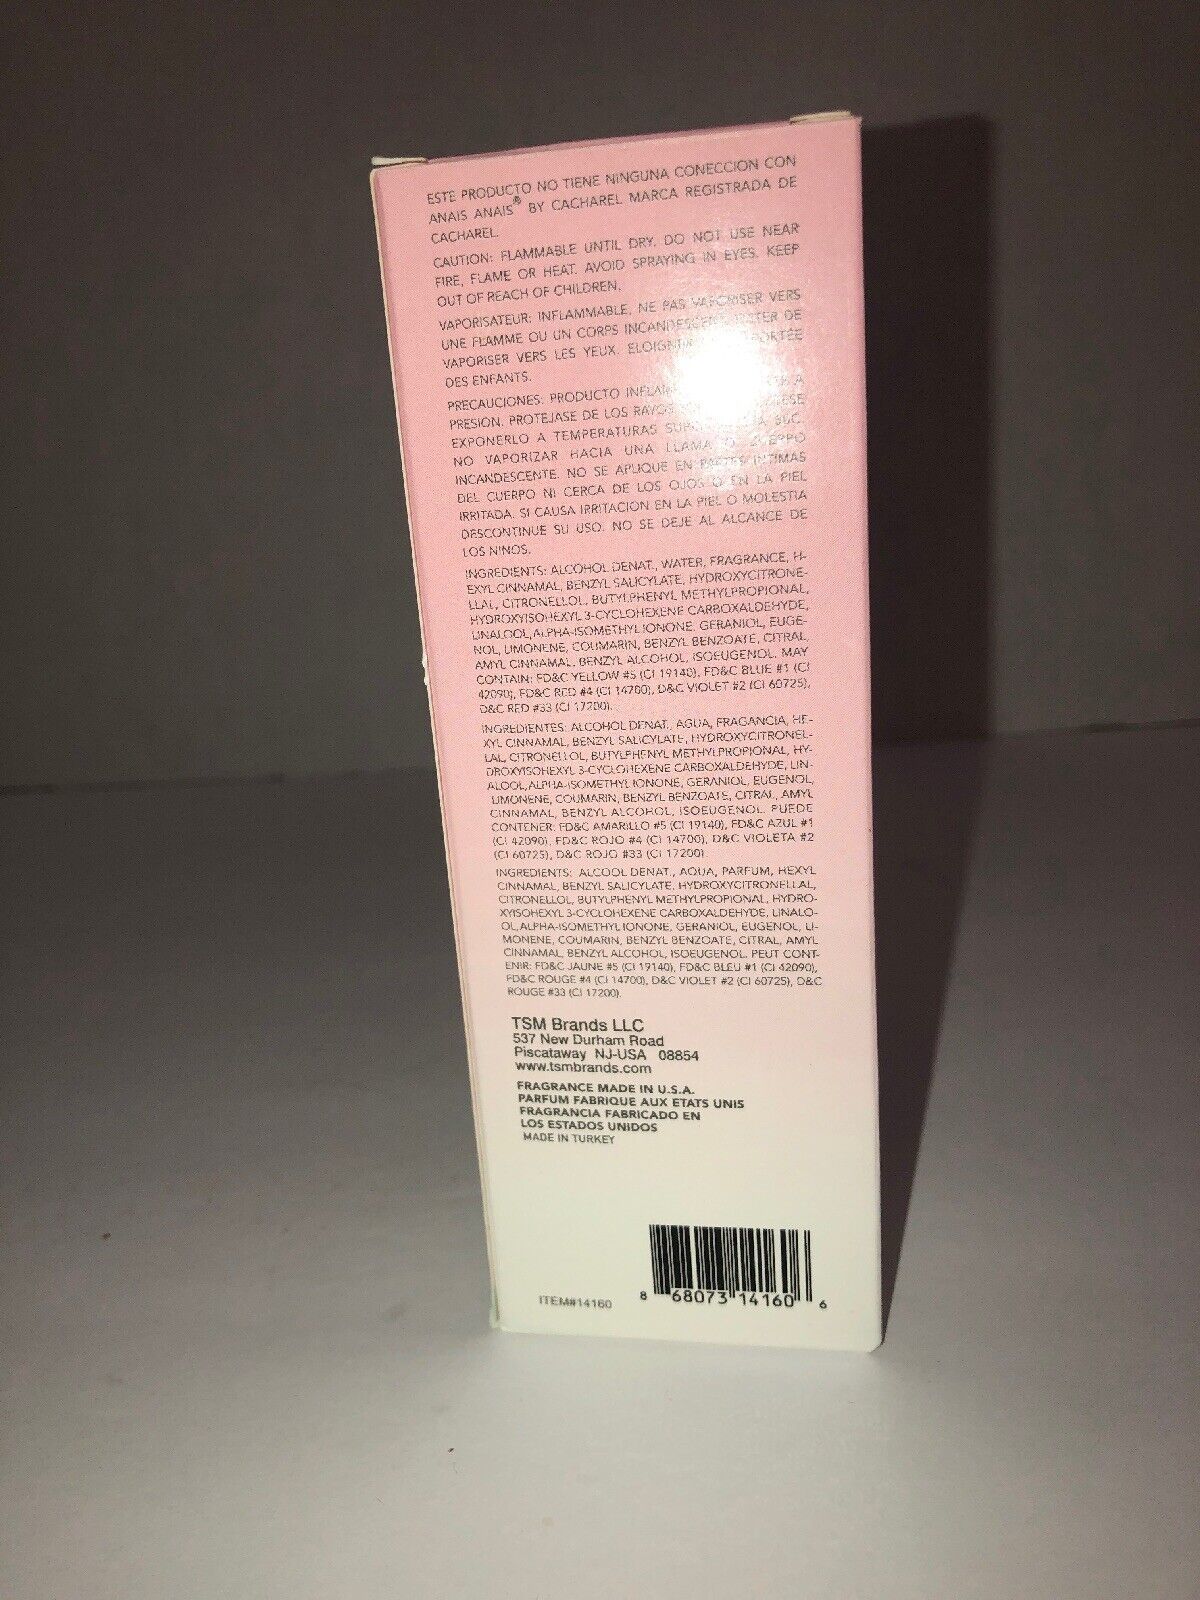 ESTE PRODUCTO NO TIENE NINGUNA CONECCION CON
ANAIS ANAIS® BY CACHAREL MARCA REGISTRADA DE
CACHAREL.
CAUTION: FLAMMABLE UNTIL DRY. DO NOT USE NEAR
FIRE, FLAME OR HEAT. AVOID SPRAYING IN EYES. KEEP
OUT OF REACH OF CHILDREN.
VAPORISATEUR: INFLAMMABLE, NE PAS VAPORISER VERS
UNE FLAMME OU UN CORPS INCANDESCENT. DE
VAPORISER VERS LES YEUX.
DES ENFANTS.
PRECAUCIONES: PRODUCTO A
PRESION. PROTEJASE DE LOS
EXPONERLO A TEMPERATURAS A
NO VAPORIZAR HACIA UNA LLAMA O CUERPO
INCANDESCENTE. NO SE APLIQUE EN PARTES INTIMAS
DEL CUERPO NI CERCA DE LOS OJOS O EN LA PIEL
IRRITADA. SI CAUSA IRRITACION EN LA PIEL O MOLESTIA
DESCONTINUE SU USO. NO SE DEJE AL ALCANCE DE
LOS NINOS.
INGREDIENTS: ALCOHOL DENAT., WATER, FRAGRANCE, H-
EXYL CINNAMAL, BENZYL SALICYLATE, HYDROXYCITRONE-
LLAL, CITRONELLOL, BUTYLPHENYL METHYLPROPIONAL,
HYDROXYISOHEXYL 3-CYCLOHEXENE CARBOXALDEHYDE,
LINALOOL, ALPHA-ISOMETHYL IONONE, GERANIOL, EUGE-
NOL, LIMONENE, COUMARIN, BENZYL BENZOATE, CITRAL,
AMYL CINNAMAL, BENZYL ALCOHOL, ISOEUGENOL. MAY
CONTAIN: FD&C YELLOW #5 (CI 19140), FD&C BLUE #1 (CI
42090), FD&C RED #4 (CI 14700), D&C VIOLET #2 (CI 60725),
D&C RED #33 (CI 17200).
INGREDIENTES: ALCOHOL DENAT., AGUA, FRAGANCIA, HE-
XYL CINNAMAL, BENZYL SALICYLATE, HYDROXYCITRONEL-
LAL, CITRONELLOL, BUTYLPHENYL METHYLPROPIONAL, HY-
DROXYISOHEXYL 3-CYCLOHEXENE CARBOXALDEHYDE, LIN-
ALOOL, ALPHA-ISOMETHYL IONONE, GERANIOL, EUGENOL,
LIMONENE, COUMARIN, BENZYL BENZOATE, CITRAL, AMYL
CINNAMAL, BENZYL ALCOHOL, ISOEUGENOL. PUEDE
CONTENER: FD&C AMARILLO #5 (CI 19140), FD&C AZUL #1
(CI 42090), FD&C ROJO #4 (CI 14700), D&C VIOLETA #2
(CI 60725), D&C ROJO #33 (CI 17200).
INGREDIENTS: ALCOOL DENAT., AQUA, PARFUM, HEXYL
CINNAMAL, BENZYL SALICYLATE, HYDROXYCITRONELLAL,
CITRONELLOL, BUTYLPHENYL METHYLPROPIONAL, HYDRO-
XYISOHEXYL 3-CYCLOHEXENE CARBOXALDEHYDE, LINALO-
OL, ALPHA-ISOMETHYL IONONE, GERANIOL, EUGENOL, LI-
MONENE, COUMARIN, BENZYL BENZOATE, CITRAL, AMYL
CINNAMAL, BENZYL ALCOHOL, ISOEUGENOL. PEUT CONT-
ENIR: FD&C JAUNE #5 (CI 19140), FD&C BLEU #1 (CI 42090),
FD&C ROUGE #4 (CI 14700), D&C VIOLET #2 (CI 60725), D&C
ROUGE #33 (CI 17200).
TSM Brands LLC
537 New Durham Road
Piscataway NJ-USA 08854
www.tsmbrands.com
FRAGRANCE MADE IN U.S.A.
PARFUM FABRIQUE AUX ETATS UNIS
FRAGRANCIA FABRICADO EN
LOS ESTADOS UNIDOS
MADE IN TURKEY
ITEM#14160
8 68073 14160 6